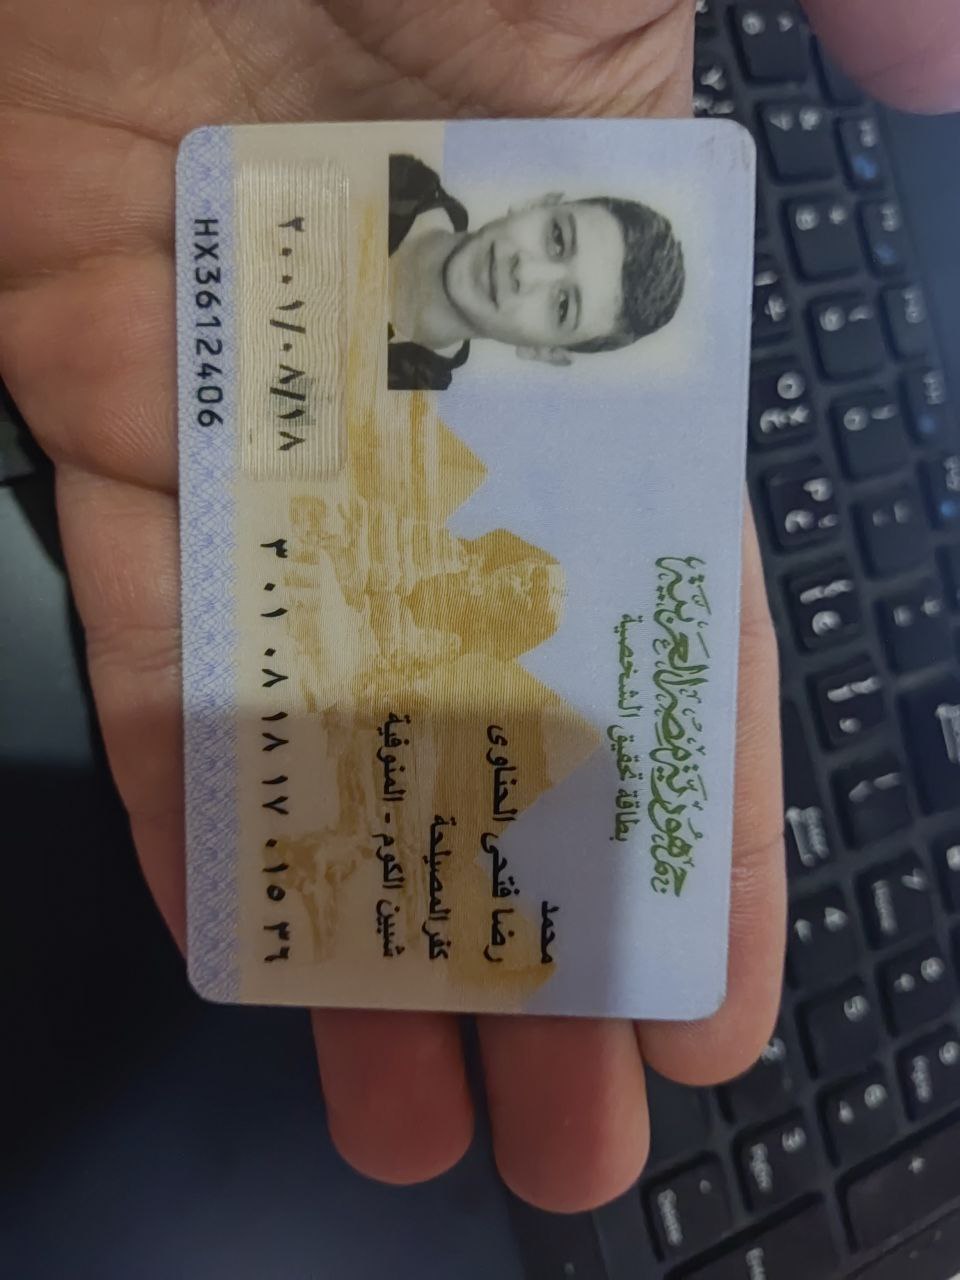 جمهورية مصر العربية
بطاقة تحقيق الشخصية
محمد
رضا فتحى الحناوى
كفر المصيلحة
شبين الكوم - المنوفية
٢٠٠١/٠٨/١٨
٣٠١٠٨١٨١٧٠١٥٣٦
HX3612406